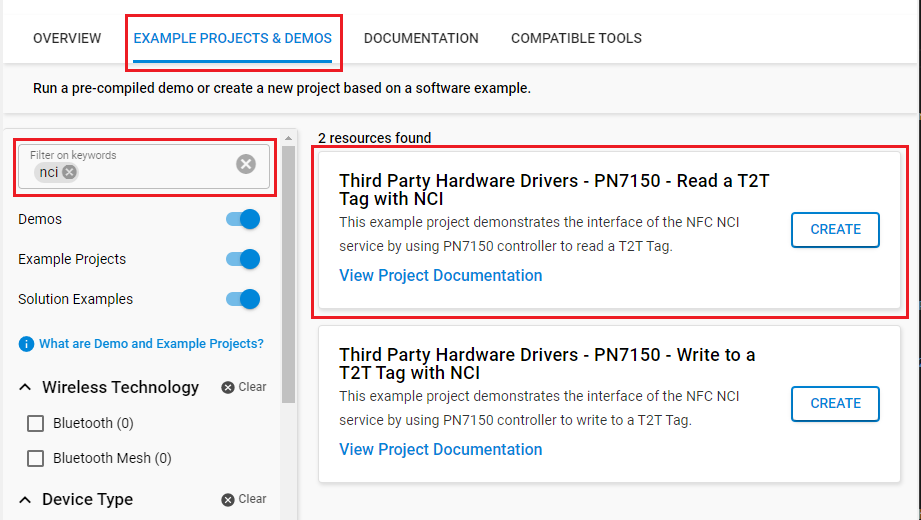 OVERVIEW EXAMPLE PROJECTS & DEMOS DOCUMENTATION COMPATIBLE TOOLS
Run a pre-compiled demo or create a new project based on a software example.
Filter on keywords
nci
Demos
Example Projects
Solution Examples
What are Demo and Example Projects?
Wireless Technology Clear
Bluetooth (0)
Bluetooth Mesh (0)
Device Type Clear
2 resources found
Third Party Hardware Drivers - PN7150 - Read a T2T
Tag with NCI
This example project demonstrates the interface of the NFC NCI
service by using PN7150 controller to read a T2T Tag.
CREATE
View Project Documentation
Third Party Hardware Drivers - PN7150 - Write to a
T2T Tag with NCI
This example project demonstrates the interface of the NFC NCI
service by using PN7150 controller to write to a T2T Tag.
CREATE
View Project Documentation